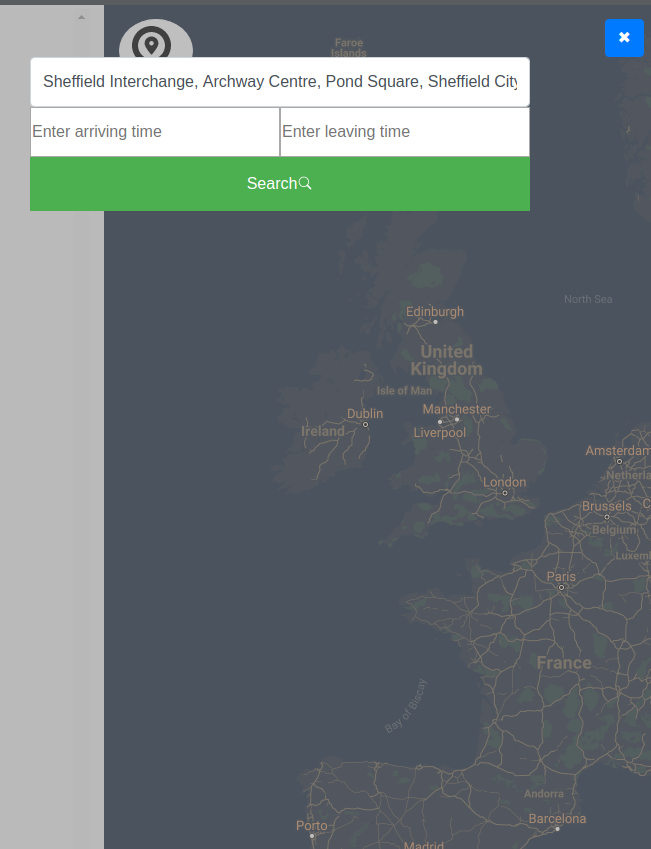 Faroe
Islands
✖
Sheffield Interchange, Archway Centre, Pond Square, Sheffield City
Enter arriving time
Enter leaving time
Search
North Sea
Edinburgh
United
Kingdom
Isle of Man
Manchester
Dublin
Ireland
Liverpool
Amsterdam
London
Netherla
Brussels
C
Belgium
Luxem
Paris
France
Bay of Biscay
Andorra
Barcelona
Porto
Madrid